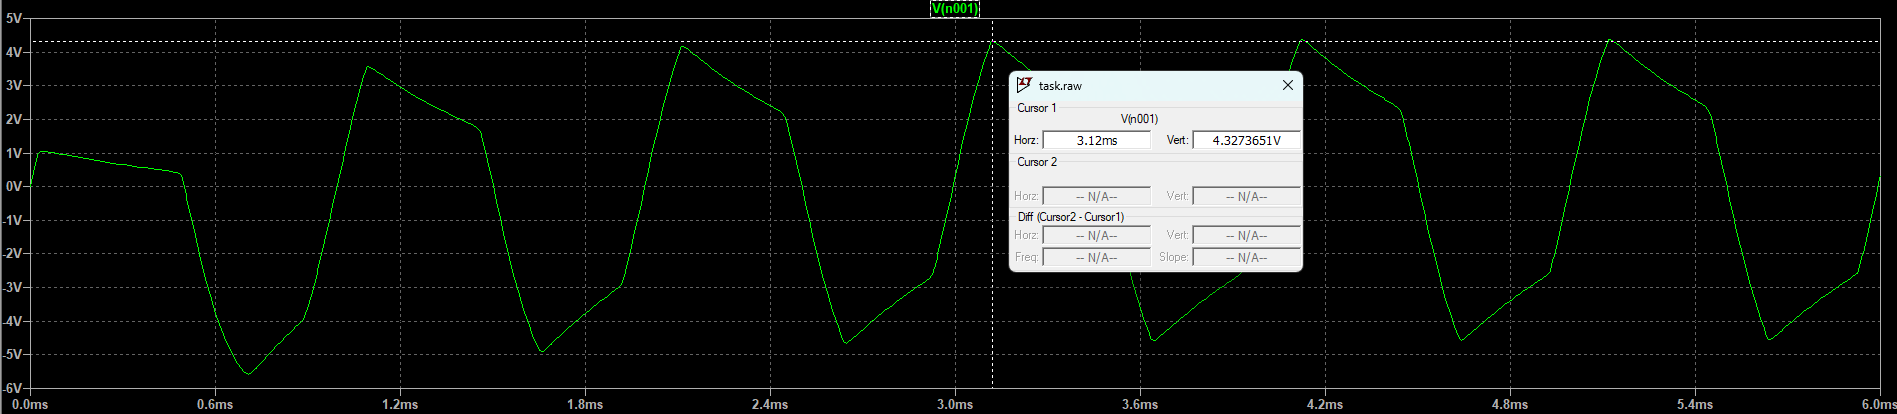 V(n001)
5V
4V
3V
2V
1V
0V
-1V
-2V
-3V
-4V
-5V
-6V
0.0ms 0.6ms 1.2ms 1.8ms 2.4ms 3.0ms 3.6ms 4.2ms 4.8ms 5.4ms 6.0ms
task.raw
Cursor 1
V(n001)
Horz: 3.12ms Vert: 4.3273651V
Cursor 2
Horz: -- N/A-- Vert: -- N/A--
Diff (Cursor2 - Cursor1)
Horz: -- N/A-- Vert: -- N/A--
Freq: -- N/A-- Slope: -- N/A--